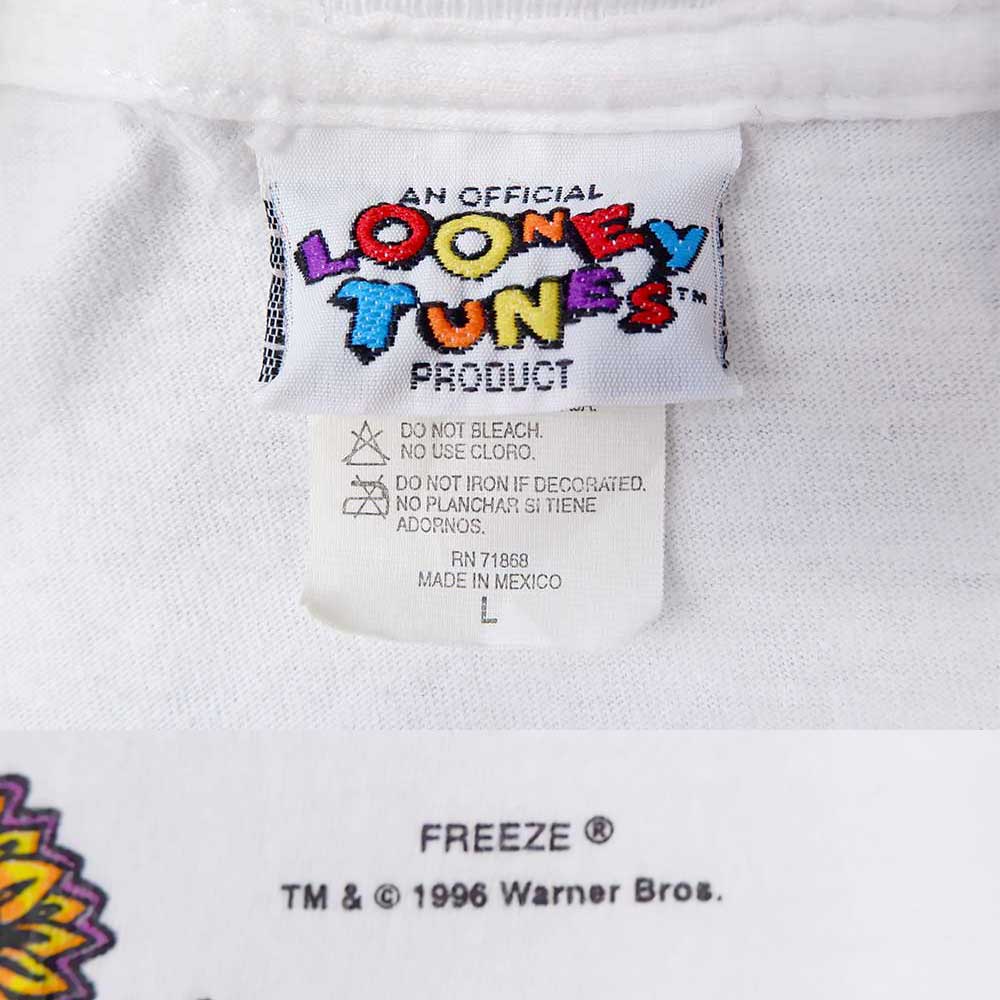 AN OFFICIAL
LOONEY
TUNES™
PRODUCT
DO NOT BLEACH.
NO USE CLORO.
DO NOT IRON IF DECORATED.
NO PLANCHAR SI TIENE
ADORNOS.
RN 71868
MADE IN MEXICO
L
FREEZE ®
TM & © 1996 Warner Bros.